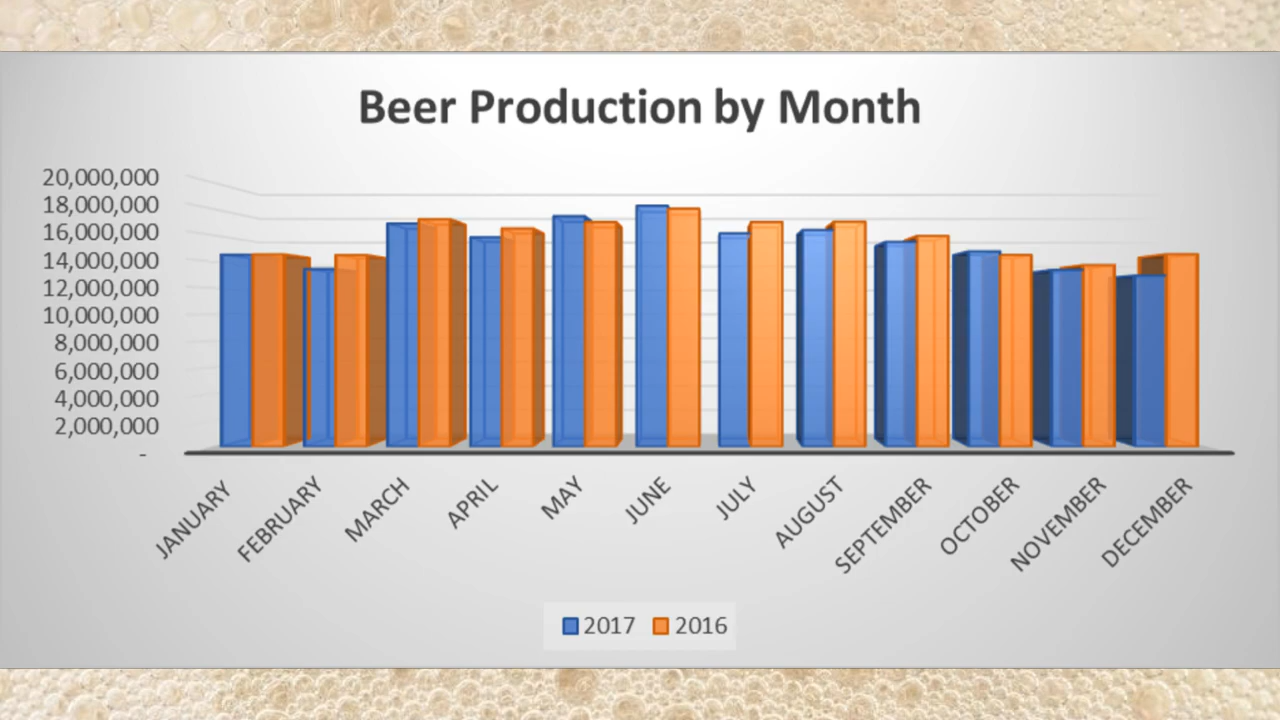 Beer Production by Month
20,000,000
18,000,000
16,000,000
14,000,000
12,000,000
10,000,000
8,000,000
6,000,000
4,000,000
2,000,000
-
JANUARY
FEBRUARY
MARCH
APRIL
MAY
JUNE
JULY
AUGUST
SEPTEMBER
OCTOBER
NOVEMBER
DECEMBER
2017 2016